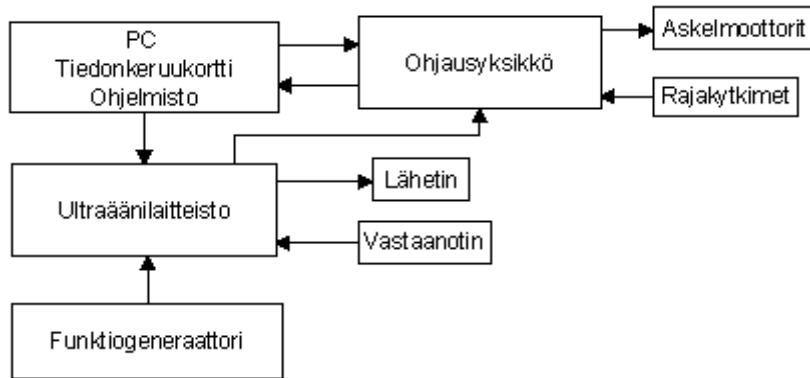 PC
Tiedonkeruukortti
Ohjelmisto
Ohjausyksikkö
Askelmoottorit
Rajakytkimet
Ultraäänilaitteisto
Lähetin
Vastaanotin
Funktiogeneraattori